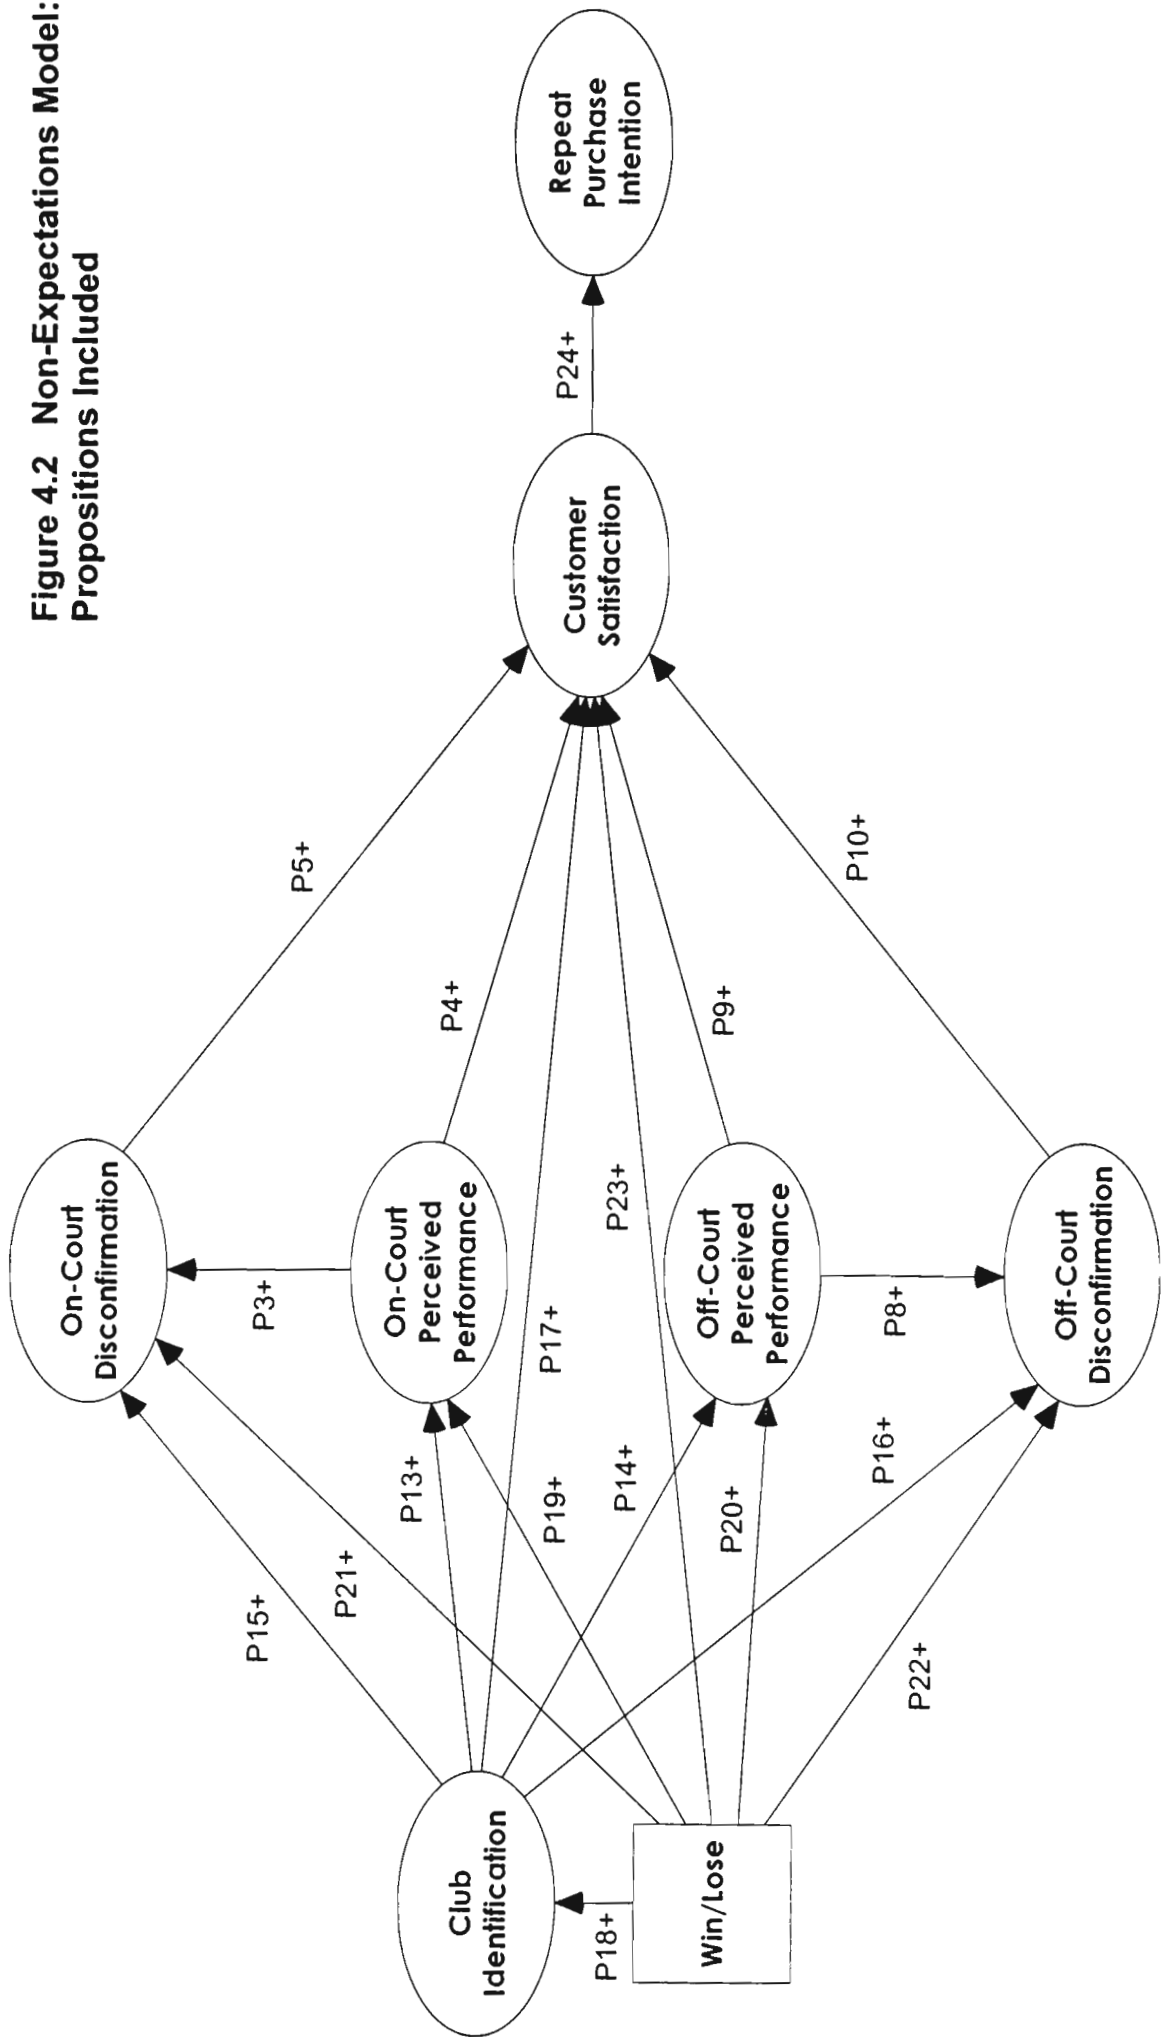 Figure 4.2 Non-Expectations Model:
Propositions Included
On-Court
Disconfirmation
P5+
P3+
P15+
P21+
On-Court
Perceived
Performance
P4+
P13+
Club
Identification
P17+
P19+
Customer
Satisfaction
P24+
Repeat
Purchase
Intention
P18+
P14+
P23+
Win/Lose
P20+
Off-Court
Perceived
Performance
P9+
P10+
P8+
P16+
P22+
Off-Court
Disconfirmation